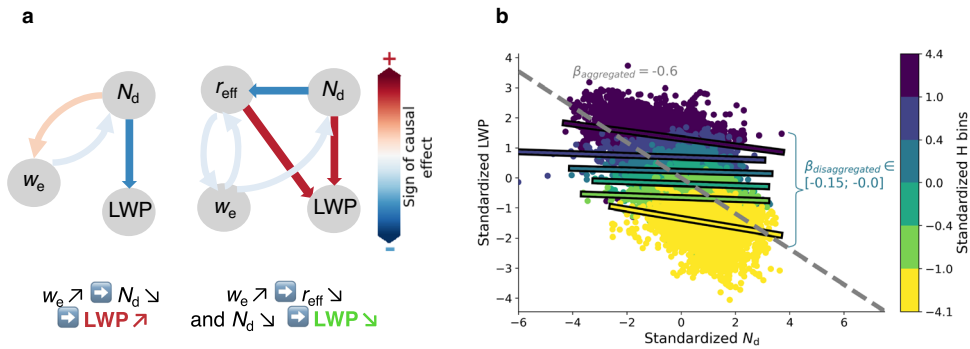 a
N_d
w_e
LWP
w_e ↗ ➡ N_d ↘
➡ LWP ↗
r_eff
N_d
w_e
LWP
w_e ↗ ➡ r_eff ↘
and N_d ↘ ➡ LWP ↘
+
Sign of causal
effect
−
b
β_aggregated = -0.6
β_disaggregated ∈
[-0.15; -0.0]
Standardized LWP
4
3
2
1
0
−1
−2
−3
−4
−6
−4
−2
0
2
4
6
Standardized N_d
4.4
1.0
0.4
0.0
−0.4
−1.0
−4.1
Standardized H bins